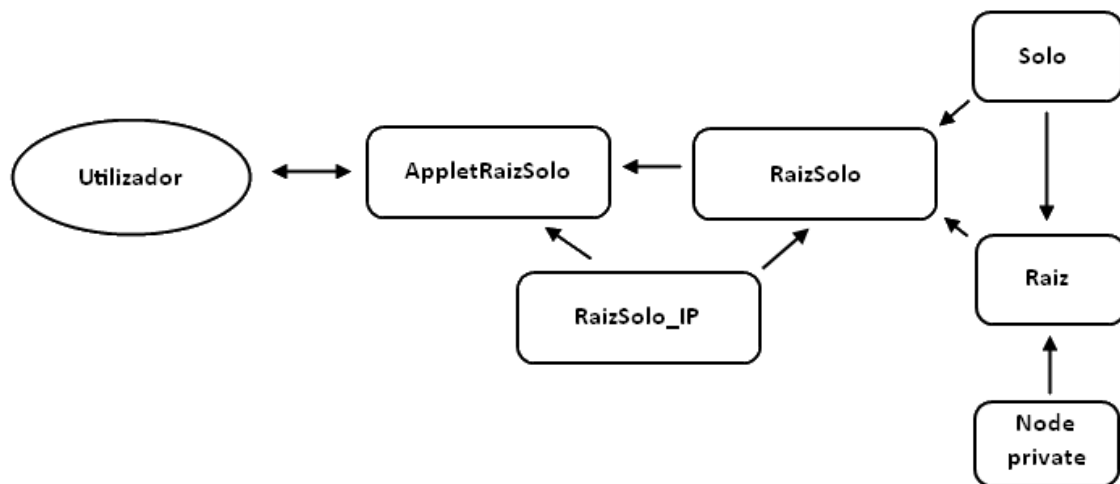 Solo
Utilizador
AppletRaizSolo
RaizSolo
Raiz
RaizSolo_IP
Node
private